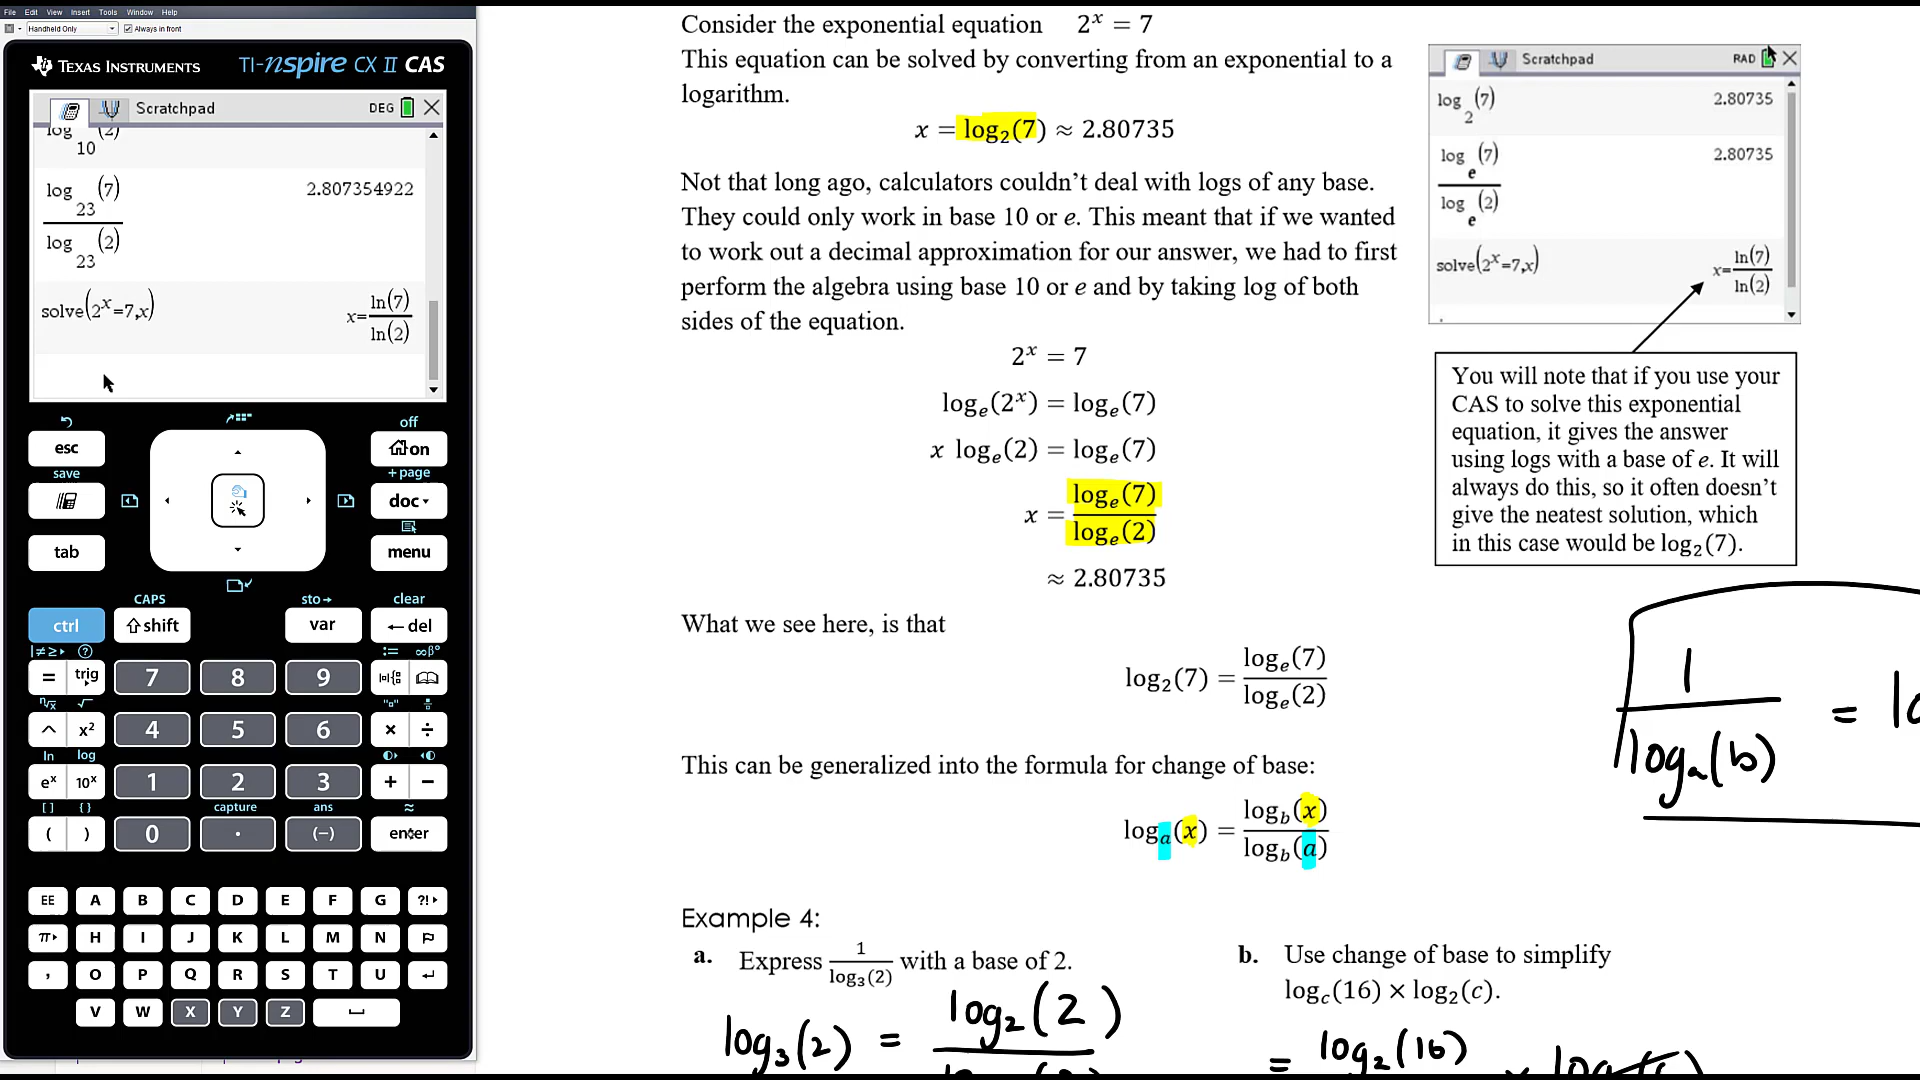 File Edit View Insert Tools Window Help
Handheld Only Always in front
TEXAS INSTRUMENTS TI-nspire CX II CAS
Scratchpad DEG
log₁₀(2)
log₂₃(7)
log₂₃(2)
2.807354922
solve(2ˣ=7,x)
x=ln(7)/ln(2)
off
esc on
save + page
doc
tab menu
CAPS sto→ clear
ctrl shift var ←del
|≠≥▸ ? := ∞β°
= trig 7 8 9
ⁿ√x √ "▫"
^ x² 4 5 6 × ÷
ln log
eˣ 10ˣ 1 2 3 + −
[] {} capture ans ≈
( ) 0 . (−) enter
EE A B C D E F G ?!▸
π▸ H I J K L M N
, O P Q R S T U ↵
V W X Y Z
Consider the exponential equation 2ˣ = 7
This equation can be solved by converting from an exponential to a
logarithm.
x = log₂(7) ≈ 2.80735
Not that long ago, calculators couldn’t deal with logs of any base.
They could only work in base 10 or e. This meant that if we wanted
to work out a decimal approximation for our answer, we had to first
perform the algebra using base 10 or e and by taking log of both
sides of the equation.
2ˣ = 7
logₑ(2ˣ) = logₑ(7)
x logₑ(2) = logₑ(7)
x = logₑ(7)/logₑ(2)
≈ 2.80735
What we see here, is that
log₂(7) = logₑ(7)/logₑ(2)
This can be generalized into the formula for change of base:
logₐ(x) = log_b(x)/log_b(a)
Scratchpad RAD
log₂(7) 2.80735
logₑ(7)
logₑ(2)
2.80735
solve(2ˣ=7,x) x=ln(7)/ln(2)
You will note that if you use your
CAS to solve this exponential
equation, it gives the answer
using logs with a base of e. It will
always do this, so it often doesn’t
give the neatest solution, which
in this case would be log₂(7).
1/logₐ(b) = lo
Example 4:
a. Express 1/log₃(2) with a base of 2.
log₃(2) = log₂(2)
b. Use change of base to simplify
log_c(16) × log₂(c).
= log₂(16) ×